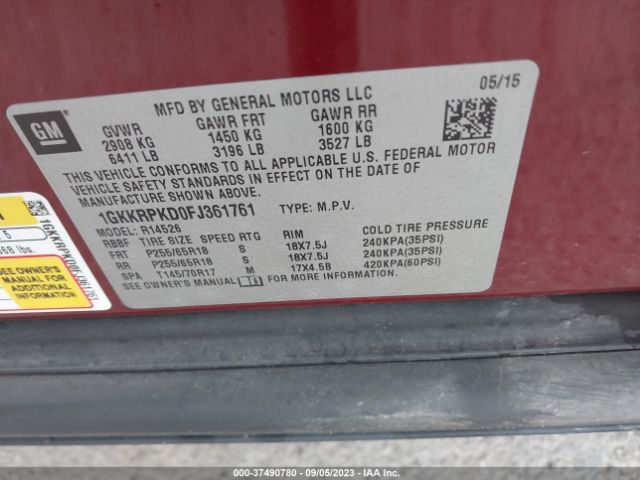 MFD BY GENERAL MOTORS LLC
05/15
GM
GVWR GAWR FRT GAWR RR
2908 KG 1450 KG 1600 KG
6411 LB 3196 LB 3527 LB
THIS VEHICLE CONFORMS TO ALL APPLICABLE U.S. FEDERAL MOTOR
VEHICLE SAFETY STANDARDS IN EFFECT ON THE DATE OF
MANUFACTURE SHOWN ABOVE.
1GKKRPKD0FJ361761 TYPE: M.P.V.
MODEL: R14526
RBBF TIRE SIZE SPEED RTG RIM COLD TIRE PRESSURE
FRT P255/65R18 S 18X7.5J 240KPA(35PSI)
RR P255/65R18 S 18X7.5J 240KPA(35PSI)
SPA T145/70R17 M 17X4.5B 420KPA(60PSI)
SEE OWNER'S MANUAL FOR MORE INFORMATION.
lbs.
SEE OWNER'S
MANUAL FOR
ADDITIONAL
INFORMATION
1GKKRPKD0FJ361761
000-37490780 - 09/05/2023 - IAA Inc.